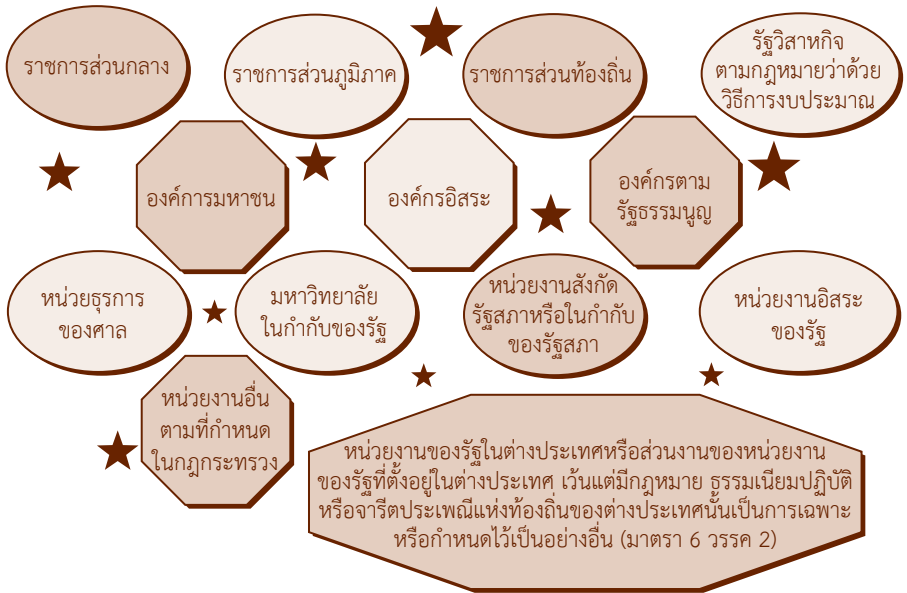 ราชการส่วนกลาง
ราชการส่วนภูมิภาค
ราชการส่วนท้องถิ่น
รัฐวิสาหกิจ
ตามกฎหมายว่าด้วย
วิธีการงบประมาณ
องค์การมหาชน
องค์กรอิสระ
องค์กรตาม
รัฐธรรมนูญ
หน่วยธุรการ
ของศาล
มหาวิทยาลัย
ในกำกับของรัฐ
หน่วยงานสังกัด
รัฐสภาหรือในกำกับ
ของรัฐสภา
หน่วยงานอิสระ
ของรัฐ
หน่วยงานอื่น
ตามที่กำหนด
ในกฎกระทรวง
หน่วยงานของรัฐในต่างประเทศหรือส่วนงานของหน่วยงาน
ของรัฐที่ตั้งอยู่ในต่างประเทศ เว้นแต่มีกฎหมาย ธรรมเนียมปฏิบัติ
หรือจารีตประเพณีแห่งท้องถิ่นของต่างประเทศนั้นเป็นการเฉพาะ
หรือกำหนดไว้เป็นอย่างอื่น (มาตรา 6 วรรค 2)